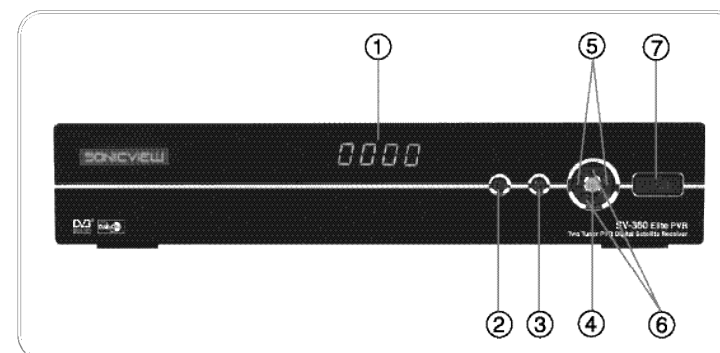 ① ⑤ ⑦
SONICVIEW
0000
DVB
SV-360 Elite PVR
Two Tuner PVR Digital Satellite Receiver
② ③ ④ ⑥